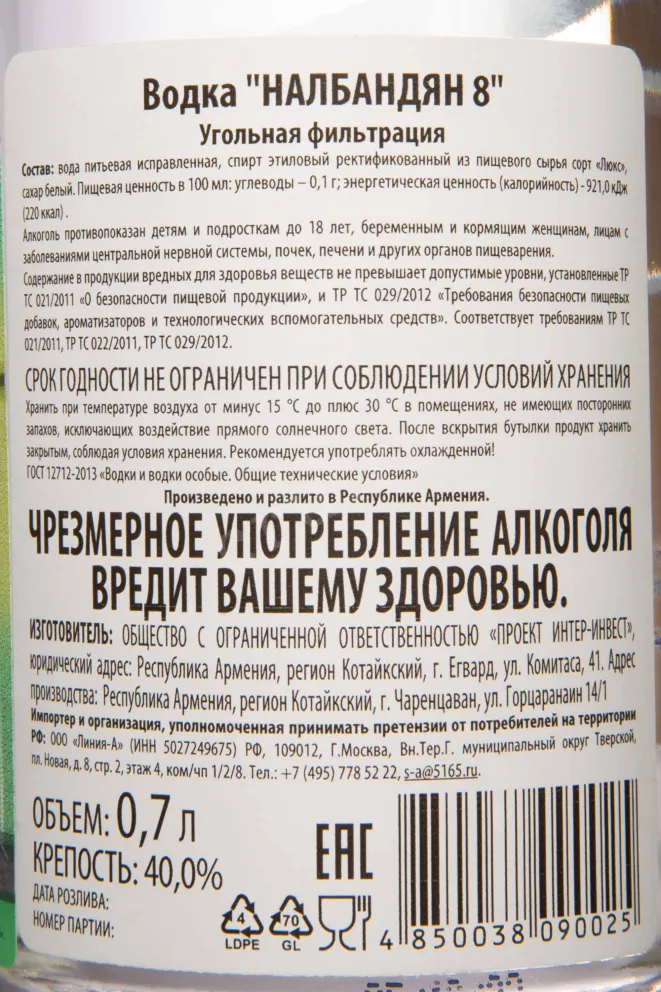 Водка "НАЛБАНДЯН 8"
Угольная фильтрация
Состав: вода питьевая исправленная, спирт этиловый ректификованный из пищевого сырья сорт «Люкс»,
сахар белый. Пищевая ценность в 100 мл: углеводы – 0,1 г; энергетическая ценность (калорийность) - 921,0 кДж
(220 ккал) .
Алкоголь противопоказан детям и подросткам до 18 лет, беременным и кормящим женщинам, лицам с
заболеваниями центральной нервной системы, почек, печени и других органов пищеварения.
Содержание в продукции вредных для здоровья веществ не превышает допустимые уровни, установленные ТР
ТС 021/2011 «О безопасности пищевой продукции», и ТР ТС 029/2012 «Требования безопасности пищевых
добавок, ароматизаторов и технологических вспомогательных средств». Соответствует требованиям ТР ТС
021/2011, ТР ТС 022/2011, ТР ТС 029/2012.
СРОК ГОДНОСТИ НЕ ОГРАНИЧЕН ПРИ СОБЛЮДЕНИИ УСЛОВИЙ ХРАНЕНИЯ
Хранить при температуре воздуха от минус 15 °С до плюс 30 °С в помещениях, не имеющих посторонних
запахов, исключающих воздействие прямого солнечного света. После вскрытия бутылки продукт хранить
закрытым, соблюдая условия хранения. Рекомендуется употреблять охлажденной!
ГОСТ 12712-2013 «Водки и водки особые. Общие технические условия»
Произведено и разлито в Республике Армения.
ЧРЕЗМЕРНОЕ УПОТРЕБЛЕНИЕ АЛКОГОЛЯ
ВРЕДИТ ВАШЕМУ ЗДОРОВЬЮ.
ИЗГОТОВИТЕЛЬ: ОБЩЕСТВО С ОГРАНИЧЕННОЙ ОТВЕТСТВЕННОСТЬЮ «ПРОЕКТ ИНТЕР-ИНВЕСТ»,
юридический адрес: Республика Армения, регион Котайкский, г. Егвард, ул. Комитаса, 41. Адрес
производства: Республика Армения, регион Котайкский, г. Чаренцаван, ул. Горцаранаин 14/1
Импортер и организация, уполномоченная принимать претензии от потребителей на территории
РФ: ООО «Линия-А» (ИНН 5027249675) РФ, 109012, Г.Москва, Вн.Тер.Г. муниципальный округ Тверской,
пл. Новая, д. 8, стр. 2, этаж 4, ком/чп 1/2/8. Тел.: +7 (495) 778 52 22, s-a@5165.ru.
ОБЪЕМ: 0,7 л
КРЕПОСТЬ: 40,0%
ДАТА РОЗЛИВА:
НОМЕР ПАРТИИ:
4
LDPE
70
GL
EAC
4 850038 090025